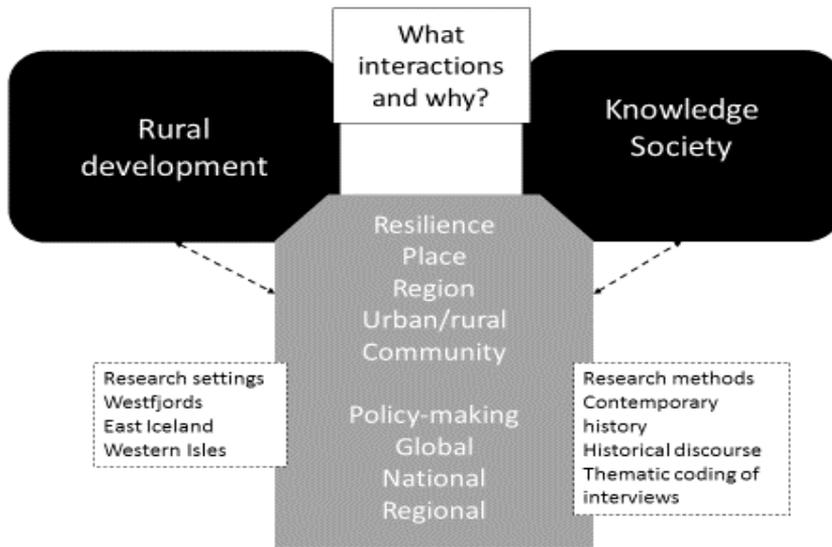 What
interactions
and why?
Rural
development
Knowledge
Society
Resilience
Place
Region
Urban/rural
Community
Policy-making
Global
National
Regional
Research settings
Westfjords
East Iceland
Western Isles
Research methods
Contemporary
history
Historical discourse
Thematic coding of
interviews